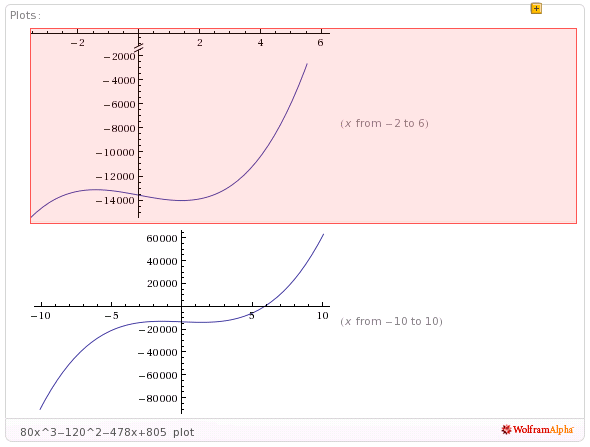 Plots:
−2 2 4 6
−2000
−4000
−6000
−8000
−10000
−12000
−14000
(x from −2 to 6)
60000
40000
20000
−10 −5 5 10
−20000
−40000
−60000
−80000
(x from −10 to 10)
80x^3−120^2−478x+805 plot
WolframAlpha